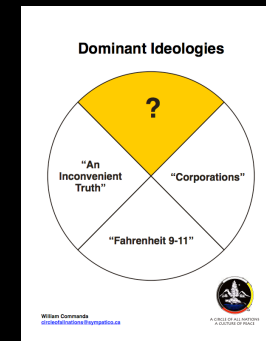 Dominant Ideologies
?
“An
Inconvenient
Truth”
“Corporations”
“Fahrenheit 9-11”
William Commanda
circleofallnations@sympatico.ca
A CIRCLE OF ALL NATIONS
A CULTURE OF PEACE